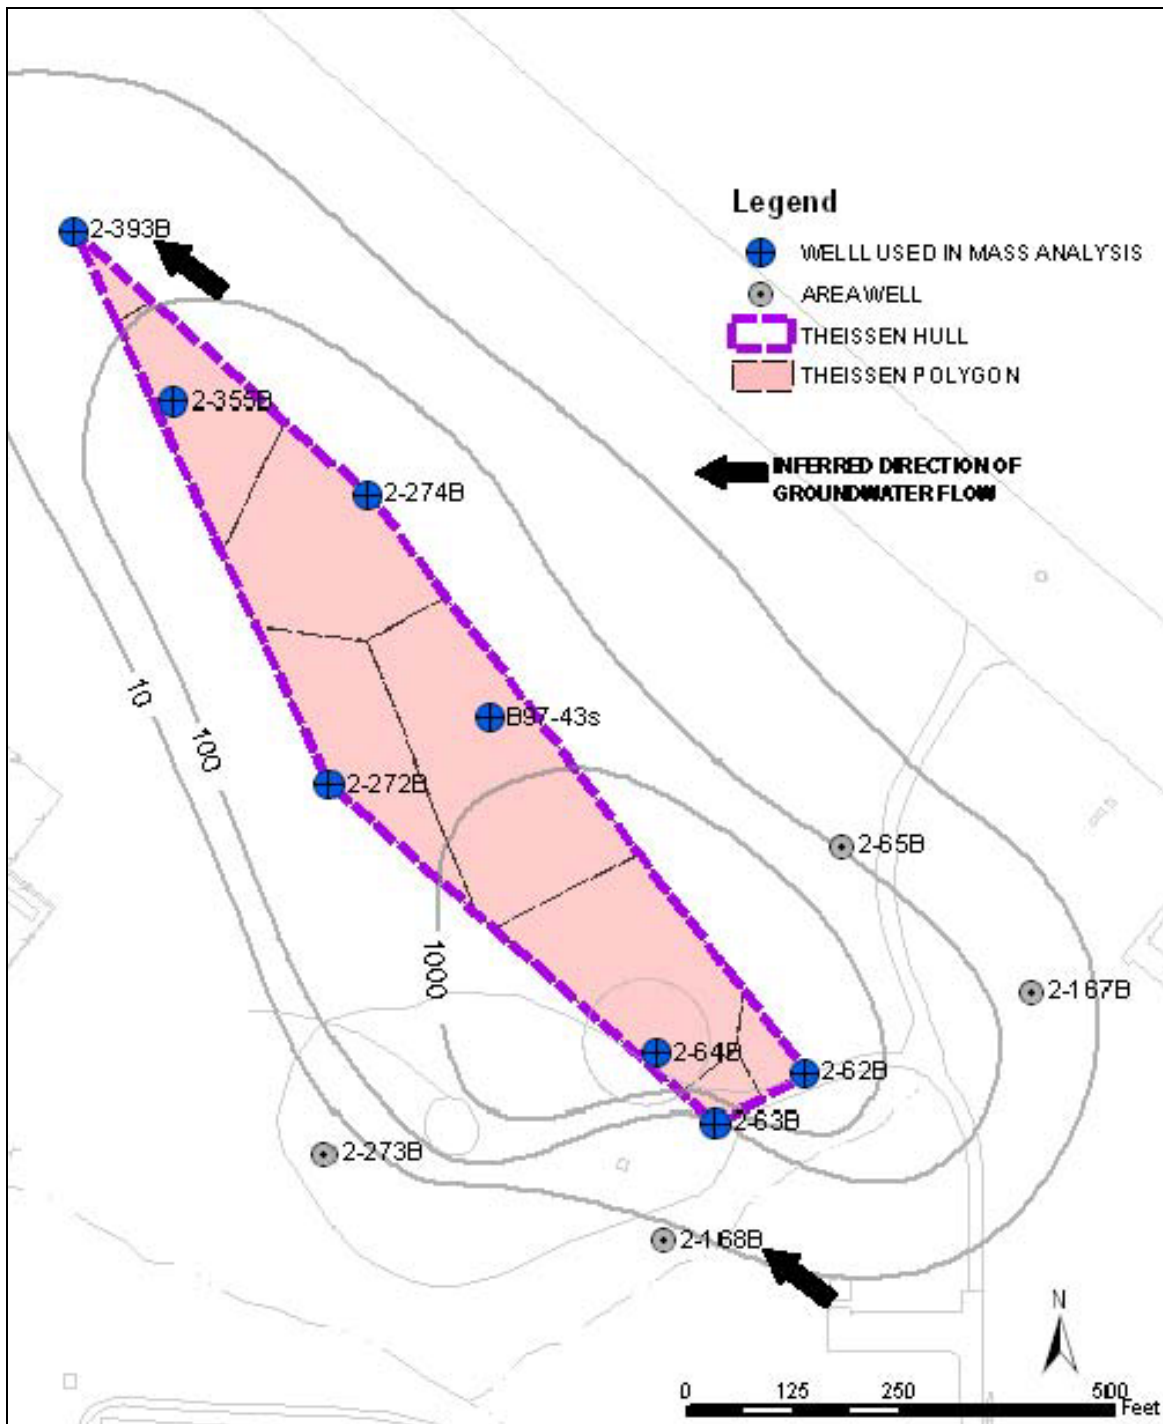 2-393B
Legend
WELLL USED IN MASS ANALYSIS
AREA WELL
THEISSEN HULL
THEISSEN POLYGON
2-355B
INFERRED DIRECTION OF
GROUNDWATER FLOW
2-274B
10
100
B97-43s
2-272B
2-65B
1000
2-167B
2-64B
2-62B
2-63B
2-273B
2-168B
N
0 125 250 500
Feet